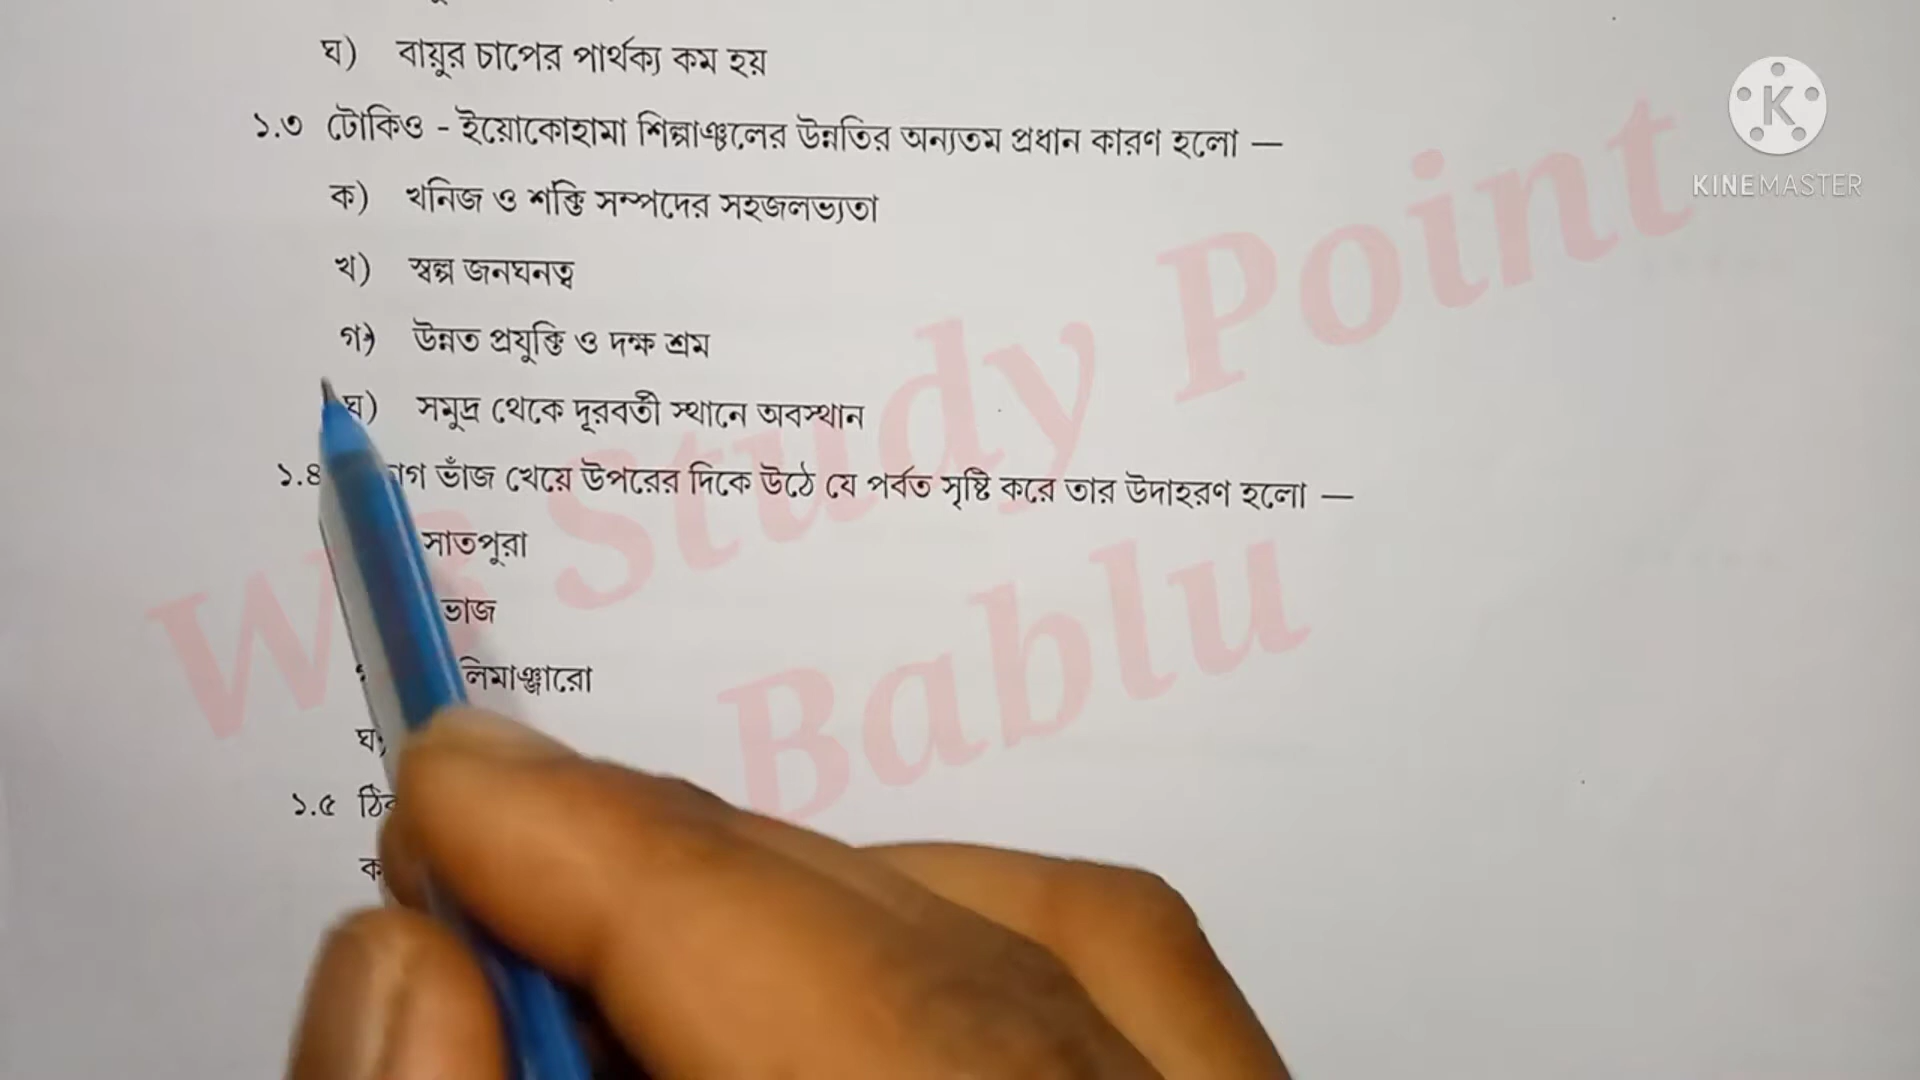 ঘ) বায়ুর চাপের পার্থক্য কম হয়
১.৩ টোকিও - ইয়োকোহামা শিল্পাঞ্চলের উন্নতির অন্যতম প্রধান কারণ হলো —
ক) খনিজ ও শক্তি সম্পদের সহজলভ্যতা
খ) স্বল্প জনঘনত্ব
গ) উন্নত প্রযুক্তি ও দক্ষ শ্রম
ঘ) সমুদ্র থেকে দূরবর্তী স্থানে অবস্থান
১.৪ ভাঁজ খেয়ে উপরের দিকে উঠে যে পর্বত সৃষ্টি করে তার উদাহরণ হলো —
সাতপুরা
ভোজ
ঘ)
১.৫
ক
KINEMASTER
Study Point
Bablu